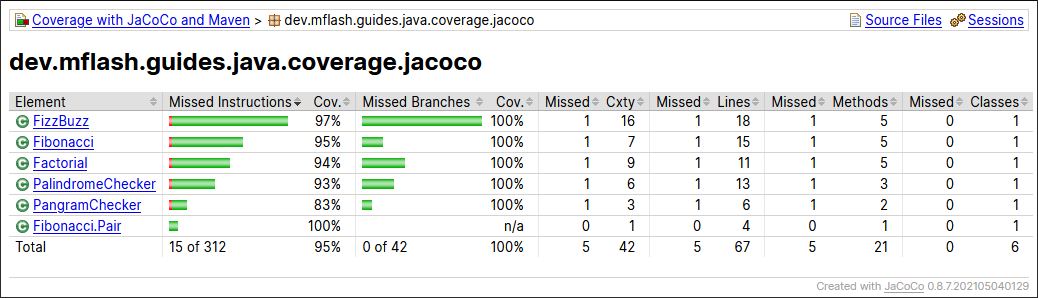 Coverage with JaCoCo and Maven > dev.mflash.guides.java.coverage.jacoco Source Files Sessions
dev.mflash.guides.java.coverage.jacoco
Element Missed Instructions Cov. Missed Branches Cov. Missed Cxty Missed Lines Missed Methods Missed Classes
C FizzBuzz 97% 100% 1 16 1 18 1 5 0 1
C Fibonacci 95% 100% 1 7 1 15 1 5 0 1
C Factorial 94% 100% 1 9 1 11 1 5 0 1
C PalindromeChecker 93% 100% 1 6 1 13 1 3 0 1
C PangramChecker 83% 100% 1 3 1 6 1 2 0 1
C Fibonacci.Pair 100% n/a 0 1 0 4 0 1 0 1
Total 15 of 312 95% 0 of 42 100% 5 42 5 67 5 21 0 6
Created with JaCoCo 0.8.7.202105040129